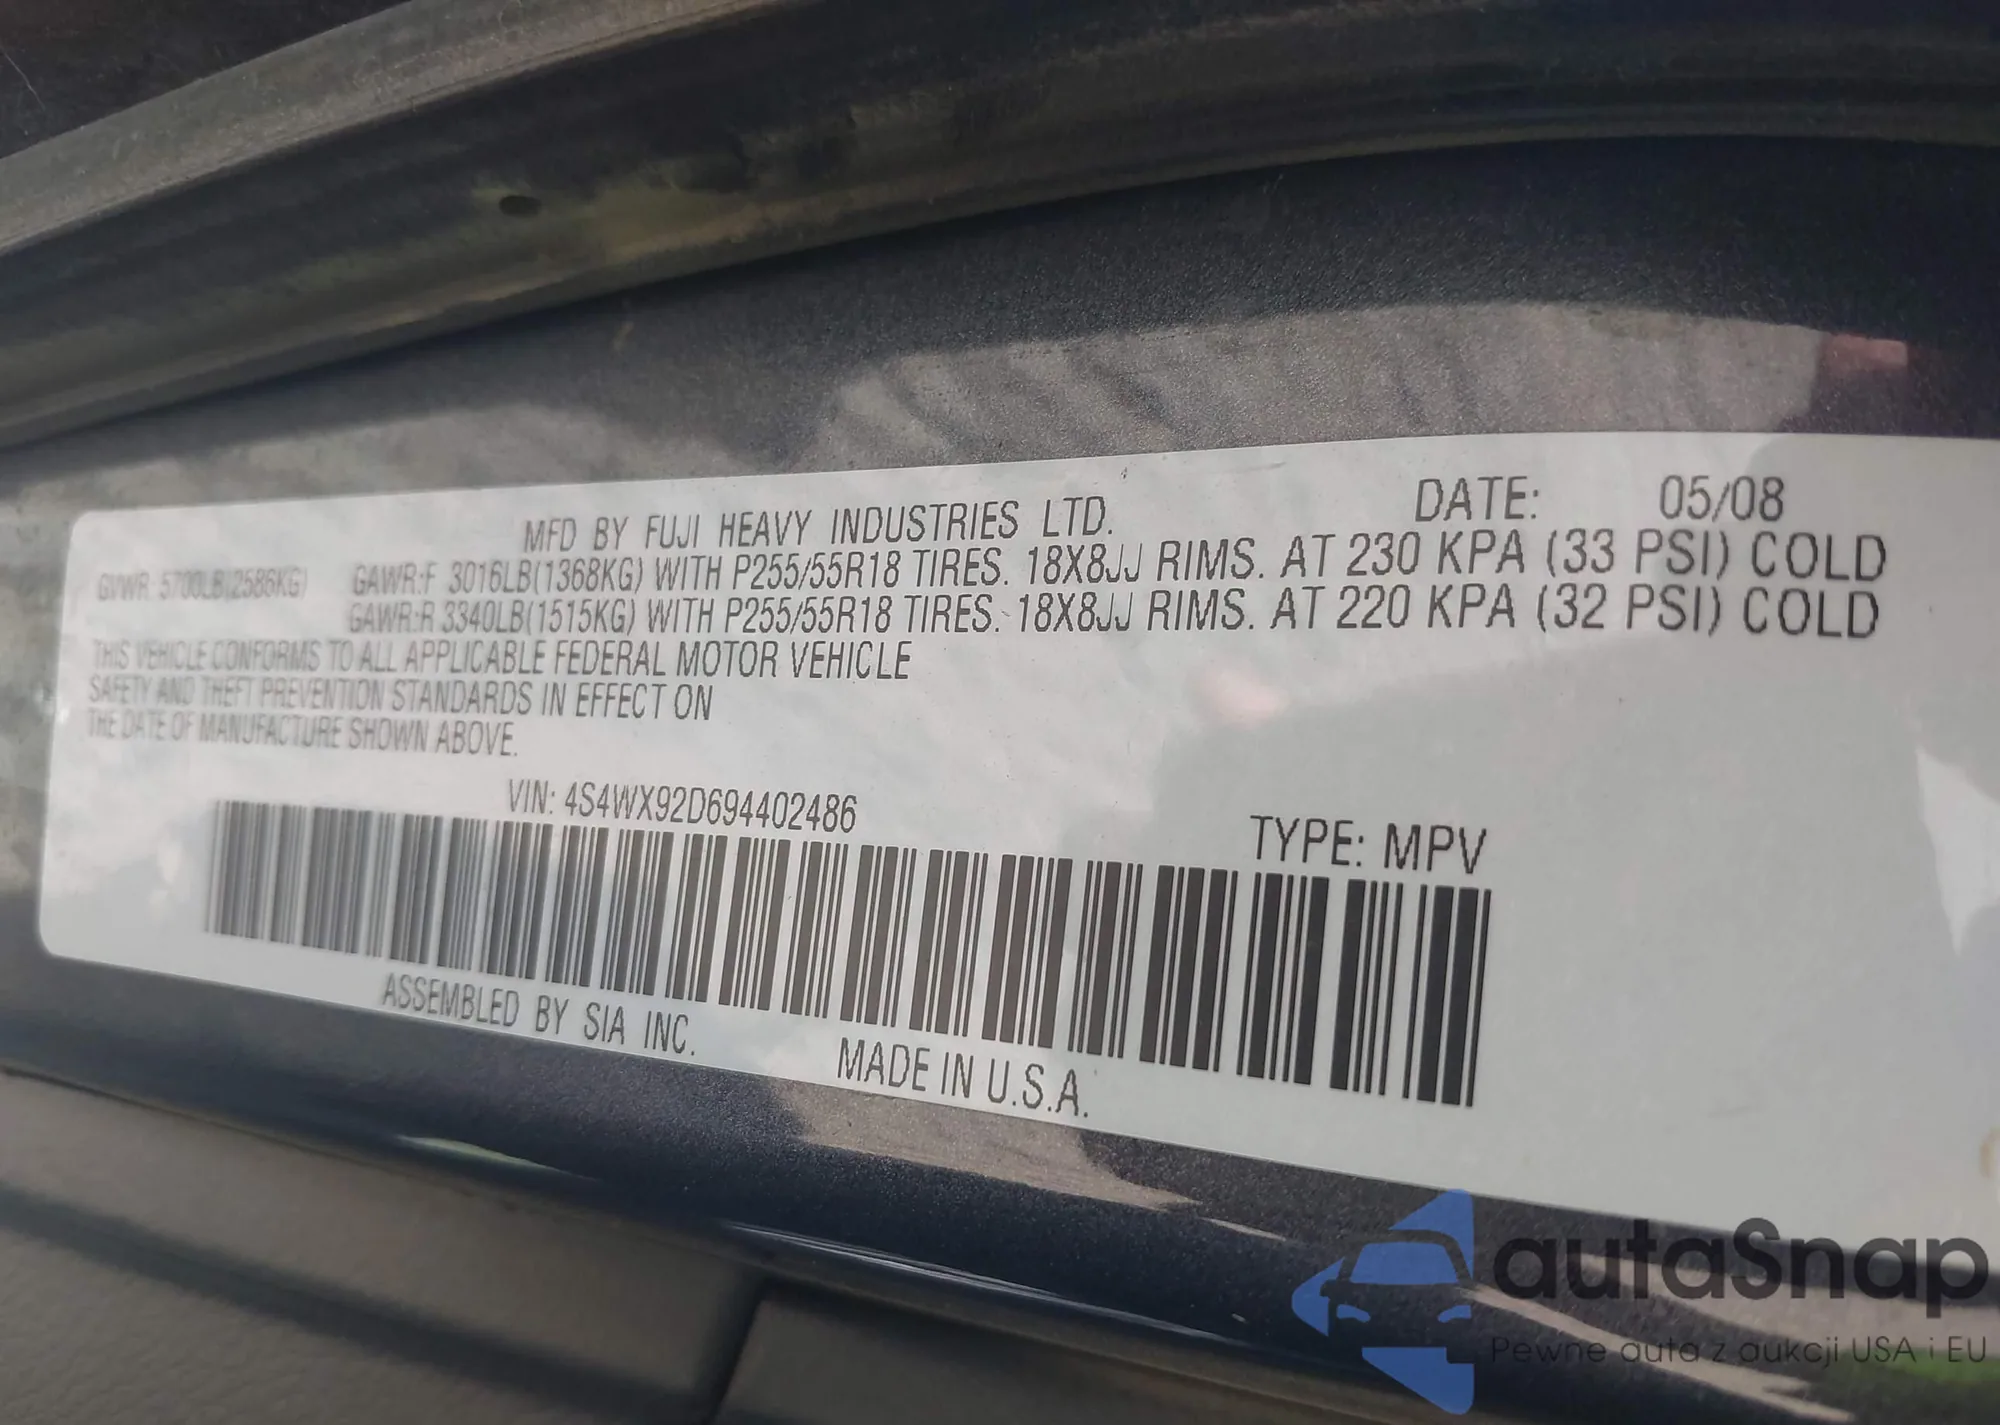 MFD BY FUJI HEAVY INDUSTRIES LTD. DATE: 05/08
GVWR: 5700LB(2586KG) GAWR:F 3016LB(1368KG) WITH P255/55R18 TIRES. 18X8JJ RIMS. AT 230 KPA (33 PSI) COLD
GAWR:R 3340LB(1515KG) WITH P255/55R18 TIRES. 18X8JJ RIMS. AT 220 KPA (32 PSI) COLD
THIS VEHICLE CONFORMS TO ALL APPLICABLE FEDERAL MOTOR VEHICLE
SAFETY AND THEFT PREVENTION STANDARDS IN EFFECT ON
THE DATE OF MANUFACTURE SHOWN ABOVE.
VIN: 4S4WX92D694402486
TYPE: MPV
ASSEMBLED BY SIA INC.
MADE IN U.S.A.
autaSnap
Pewne auta z aukcji USA i EU